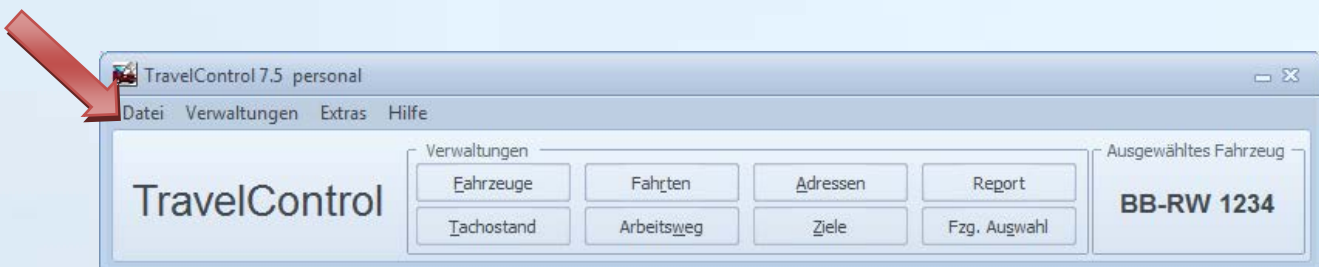 TravelControl 7.5 personal
Datei Verwaltungen Extras Hilfe
Verwaltungen
Ausgewähltes Fahrzeug
TravelControl
Fahrzeuge Fahrten Adressen Report
BB-RW 1234
Tachostand Arbeitsweg Ziele Fzg. Auswahl